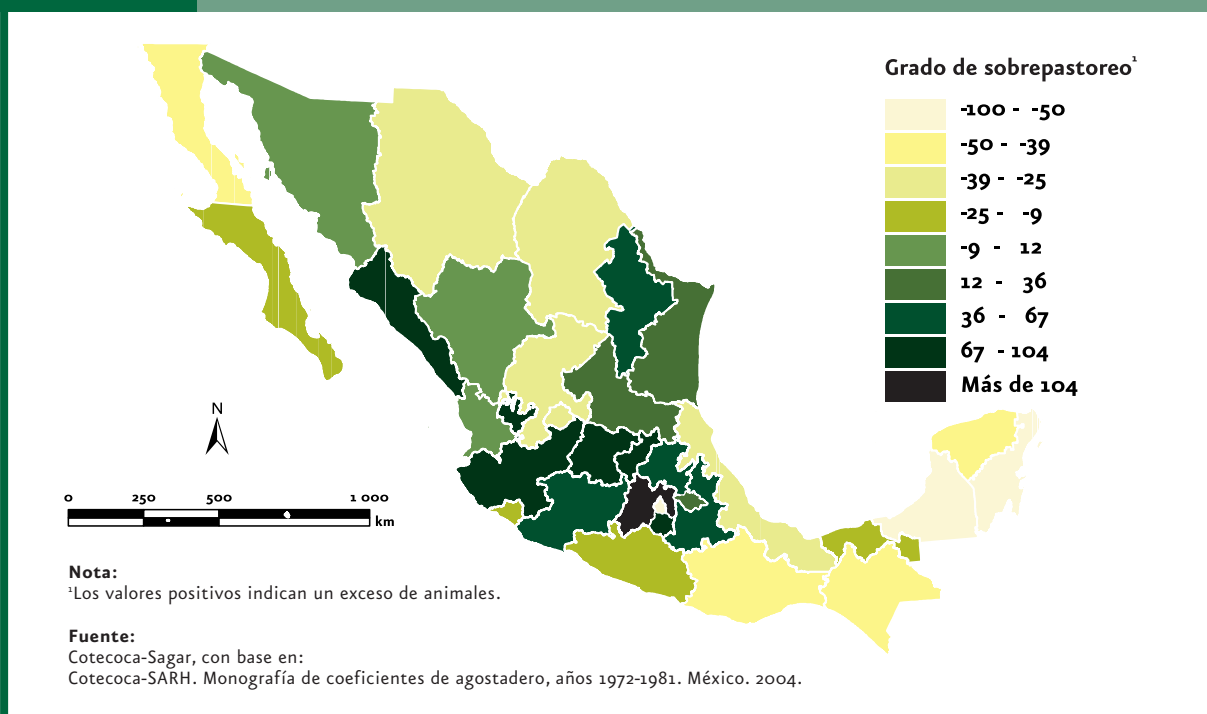 Grado de sobrepastoreo¹
-100 - -50
-50 - -39
-39 - -25
-25 - -9
-9 - 12
12 - 36
36 - 67
67 - 104
Más de 104
N
0 250 500 1 000
km
Nota:
¹Los valores positivos indican un exceso de animales.
Fuente:
Cotecoca-Sagar, con base en:
Cotecoca-SARH. Monografía de coeficientes de agostadero, años 1972-1981. México. 2004.